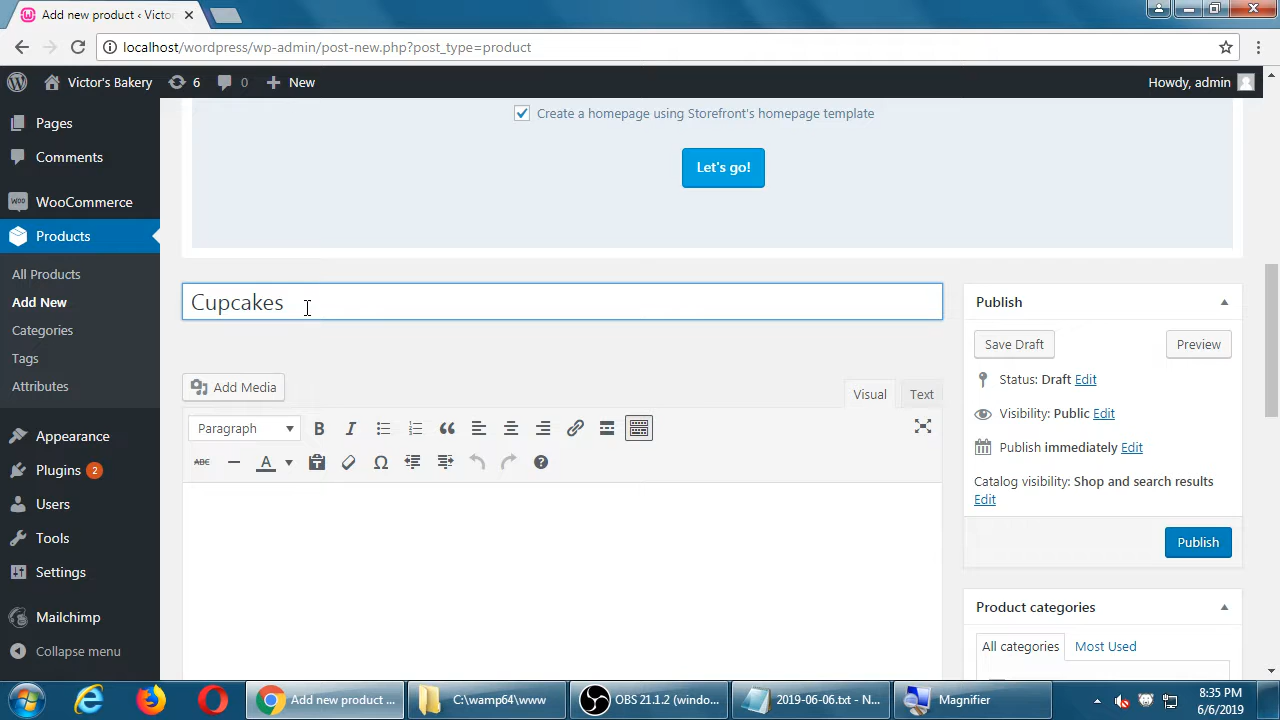 Add new product ‹ Victor
localhost/wordpress/wp-admin/post-new.php?post_type=product
Victor's Bakery 6 0 New Howdy, admin
Pages
Comments
WooCommerce
Products
All Products
Add New
Categories
Tags
Attributes
Appearance
Plugins 2
Users
Tools
Settings
Mailchimp
Collapse menu
Create a homepage using Storefront's homepage template
Let's go!
Cupcakes
Add Media
Visual Text
Paragraph B I
ABC A Ω
Publish
Save Draft Preview
Status: Draft Edit
Visibility: Public Edit
Publish immediately Edit
Catalog visibility: Shop and search results
Edit
Publish
Product categories
All categories Most Used
Add new product ... C:\wamp64\www OBS 21.1.2 (windo... 2019-06-06.txt - N... Magnifier
8:35 PM
6/6/2019